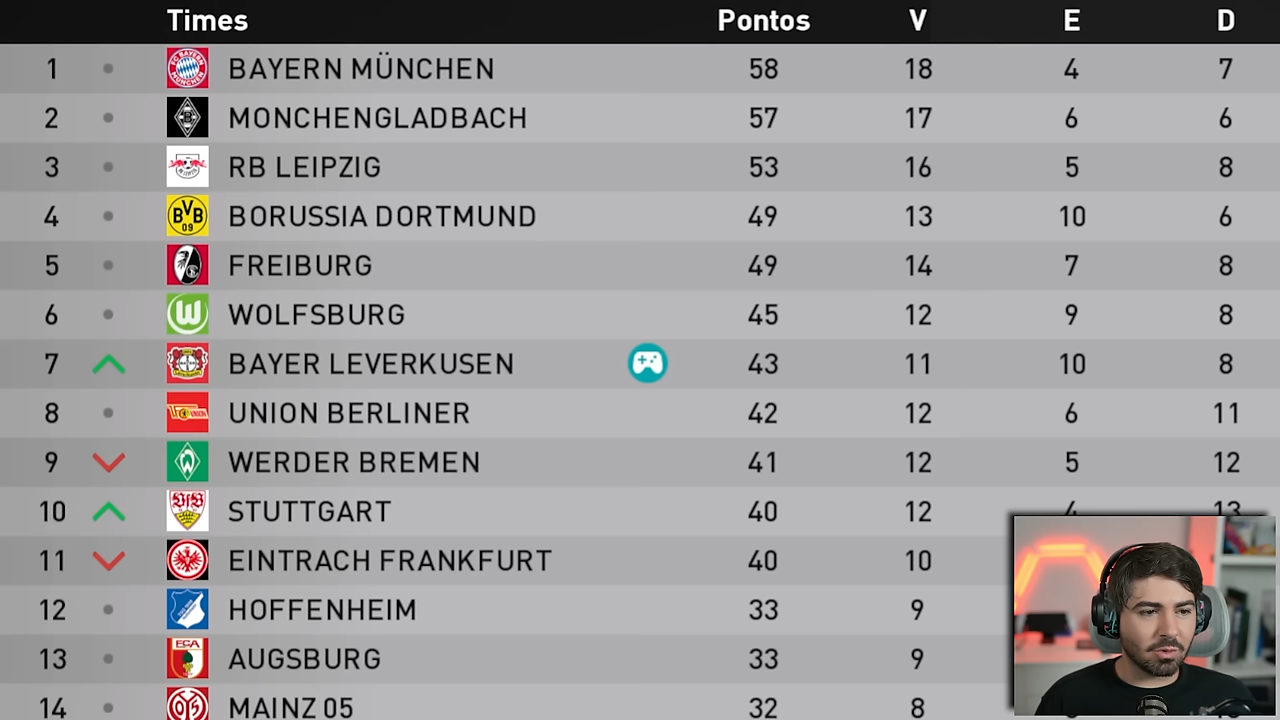 Times Pontos V E D
1 BAYERN MÜNCHEN 58 18 4 7
2 MONCHENGLADBACH 57 17 6 6
3 RB LEIPZIG 53 16 5 8
4 BORUSSIA DORTMUND 49 13 10 6
5 FREIBURG 49 14 7 8
6 WOLFSBURG 45 12 9 8
7 BAYER LEVERKUSEN 43 11 10 8
8 UNION BERLINER 42 12 6 11
9 WERDER BREMEN 41 12 5 12
10 STUTTGART 40 12 4 13
11 EINTRACH FRANKFURT 40 10
12 HOFFENHEIM 33 9
13 AUGSBURG 33 9
14 MAINZ 05 32 8